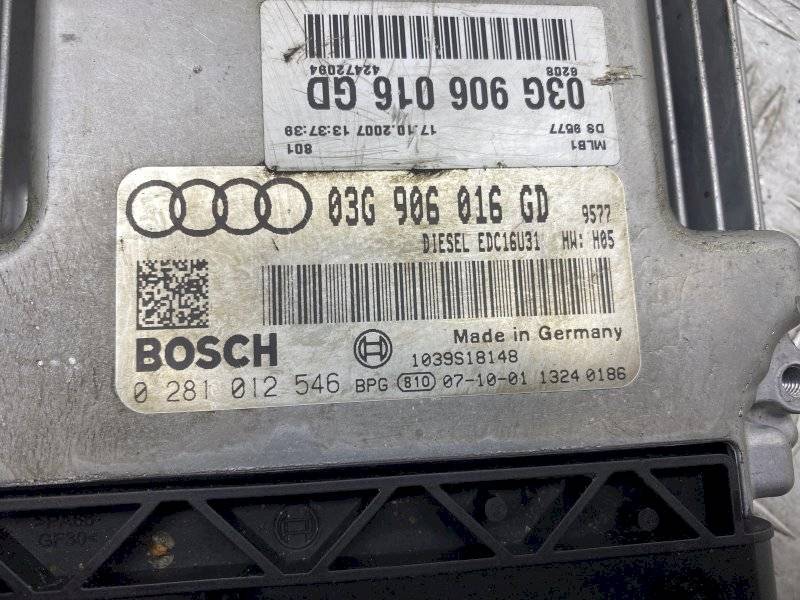 MLB1 801
DS 9577 17.10.2007 13:37:39
03G 906 016 GD
6208 42472094
03G 906 016 GD 9577
DIESEL EDC16U31 HW: H05
Made in Germany
BOSCH 1039S18148
0 281 012 546 BPG 810 07-10-01 1324 0186
GF30<